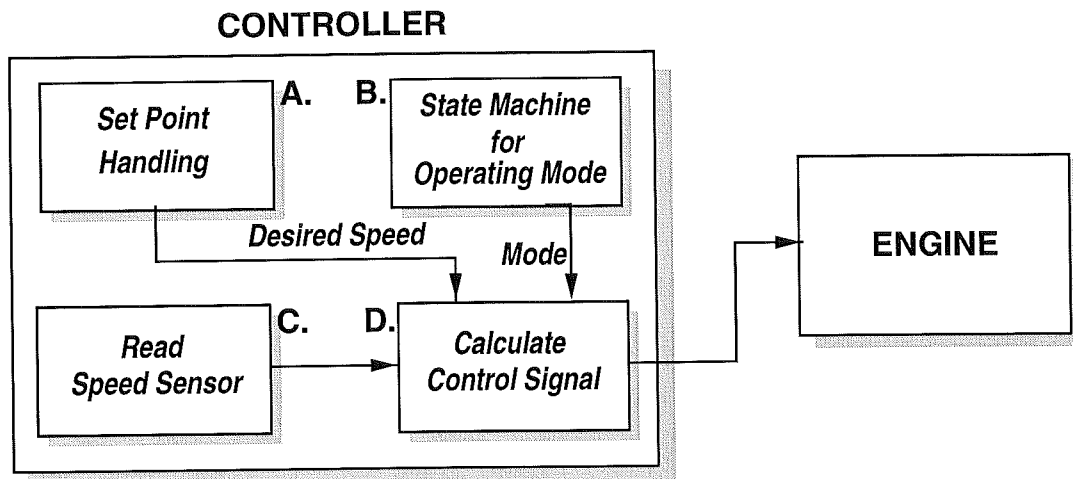 CONTROLLER
A.
Set Point
Handling
B.
State Machine
for
Operating Mode
Desired Speed
Mode
ENGINE
C.
Read
Speed Sensor
D.
Calculate
Control Signal